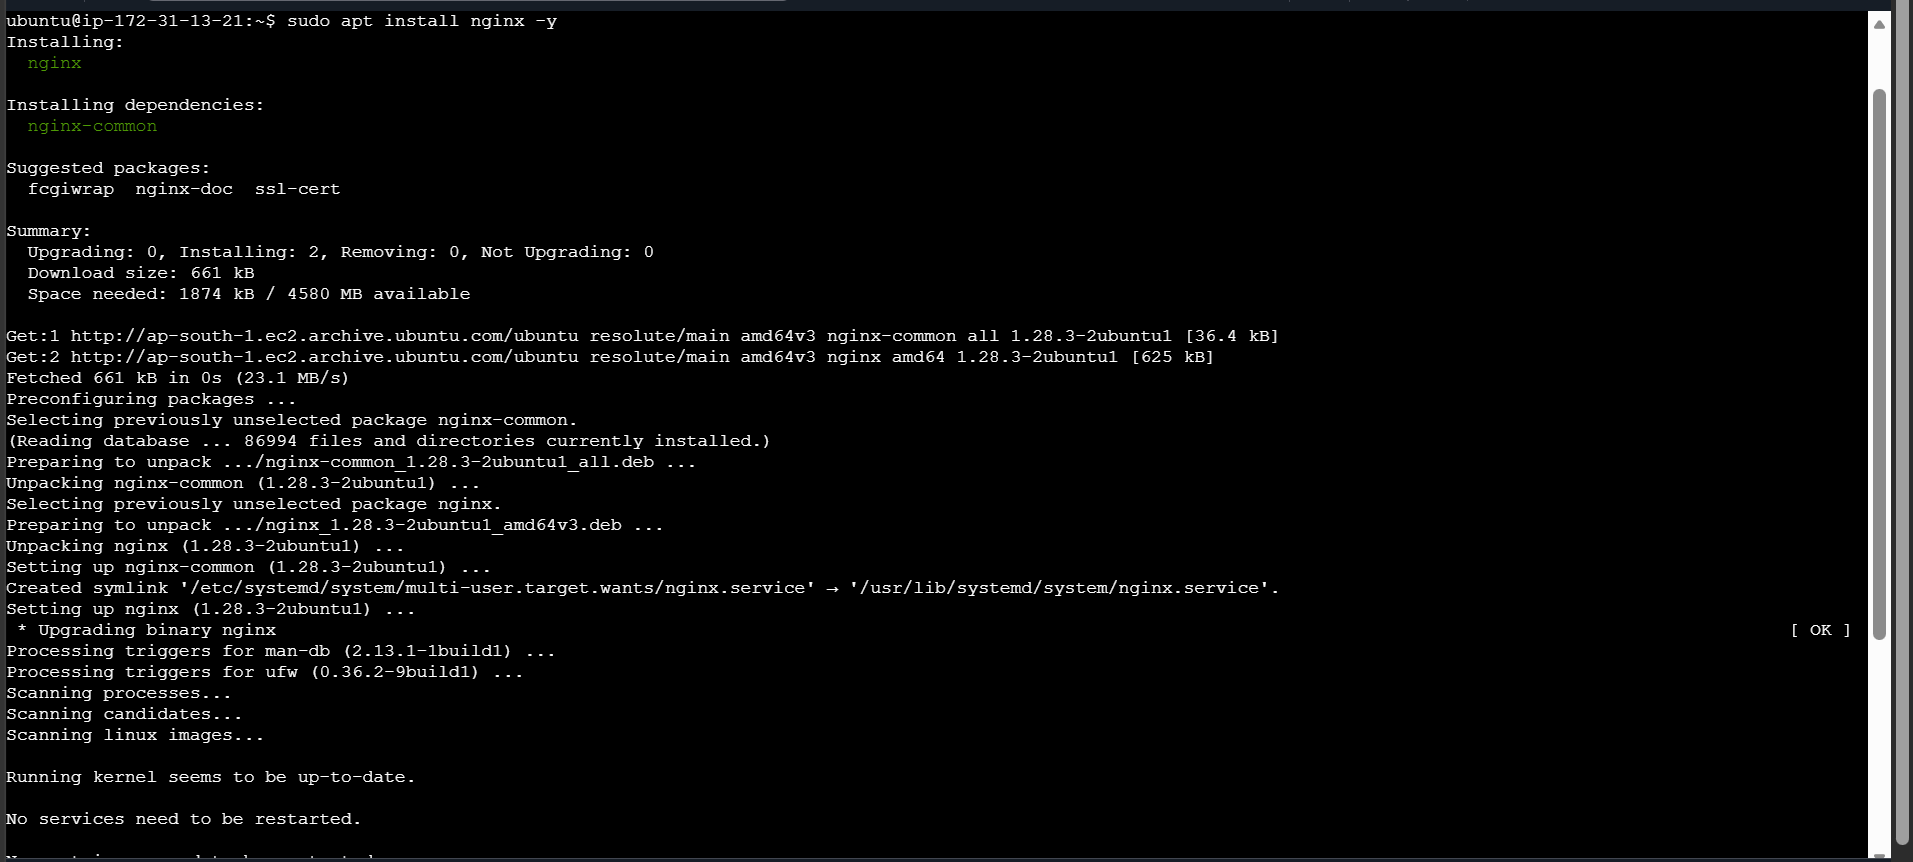 ubuntu@ip-172-31-13-21:~$ sudo apt install nginx -y
Installing:
  nginx

Installing dependencies:
  nginx-common

Suggested packages:
  fcgiwrap  nginx-doc  ssl-cert

Summary:
  Upgrading: 0, Installing: 2, Removing: 0, Not Upgrading: 0
  Download size: 661 kB
  Space needed: 1874 kB / 4580 MB available

Get:1 http://ap-south-1.ec2.archive.ubuntu.com/ubuntu resolute/main amd64v3 nginx-common all 1.28.3-2ubuntu1 [36.4 kB]
Get:2 http://ap-south-1.ec2.archive.ubuntu.com/ubuntu resolute/main amd64v3 nginx amd64 1.28.3-2ubuntu1 [625 kB]
Fetched 661 kB in 0s (23.1 MB/s)
Preconfiguring packages ...
Selecting previously unselected package nginx-common.
(Reading database ... 86994 files and directories currently installed.)
Preparing to unpack .../nginx-common_1.28.3-2ubuntu1_all.deb ...
Unpacking nginx-common (1.28.3-2ubuntu1) ...
Selecting previously unselected package nginx.
Preparing to unpack .../nginx_1.28.3-2ubuntu1_amd64v3.deb ...
Unpacking nginx (1.28.3-2ubuntu1) ...
Setting up nginx-common (1.28.3-2ubuntu1) ...
Created symlink '/etc/systemd/system/multi-user.target.wants/nginx.service' → '/usr/lib/systemd/system/nginx.service'.
Setting up nginx (1.28.3-2ubuntu1) ...
 * Upgrading binary nginx [ OK ]
Processing triggers for man-db (2.13.1-1build1) ...
Processing triggers for ufw (0.36.2-9build1) ...
Scanning processes...
Scanning candidates...
Scanning linux images...

Running kernel seems to be up-to-date.

No services need to be restarted.